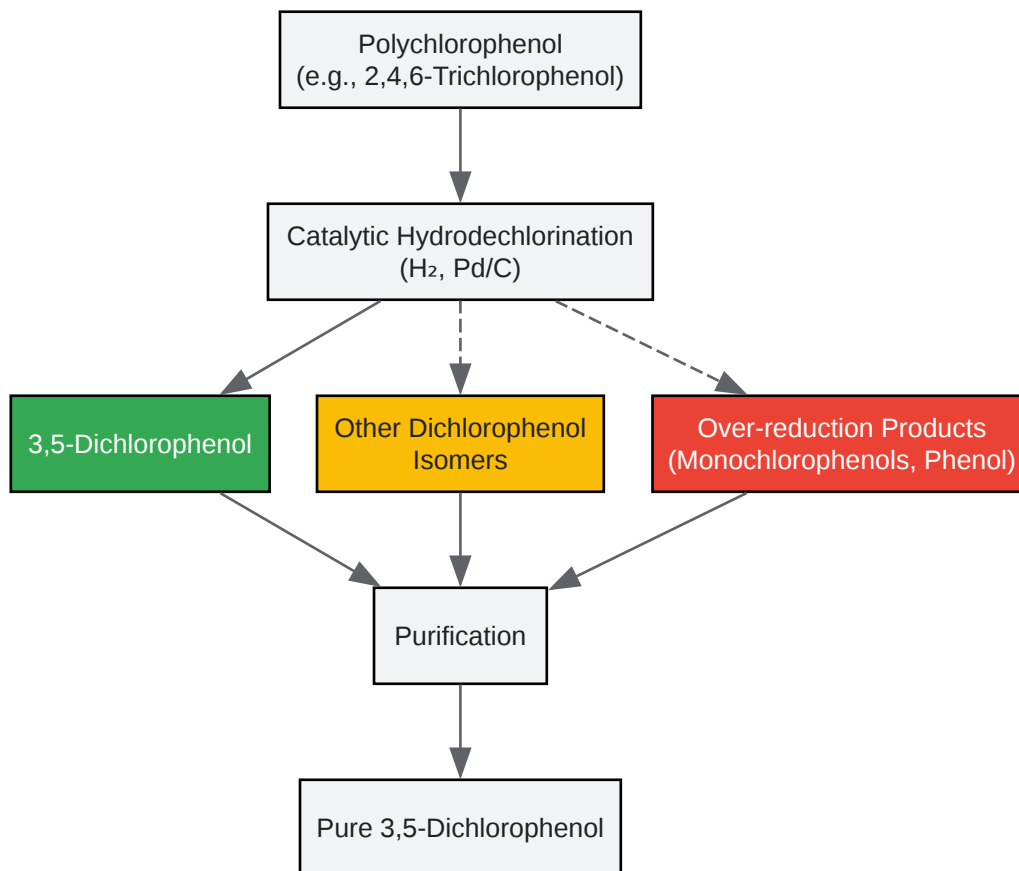 Polychlorophenol
(e.g., 2,4,6-Trichlorophenol)
Catalytic Hydrodechlorination
(H₂, Pd/C)
3,5-Dichlorophenol
Other Dichlorophenol
Isomers
Over-reduction Products
(Monochlorophenols, Phenol)
Purification
Pure 3,5-Dichlorophenol